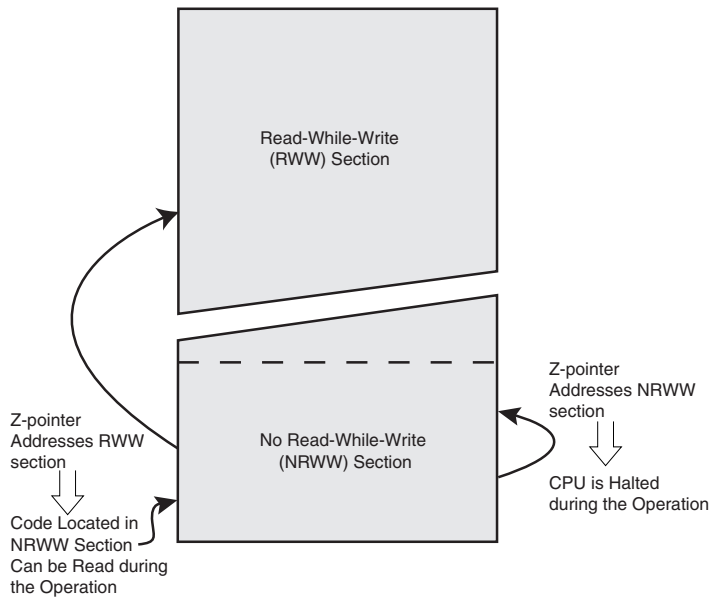 Read-While-Write
(RWW) Section
Z-pointer
Addresses NRWW
section
No Read-While-Write
(NRWW) Section
CPU is Halted
during the Operation
Z-pointer
Addresses RWW
section
Code Located in
NRWW Section
Can be Read during
the Operation